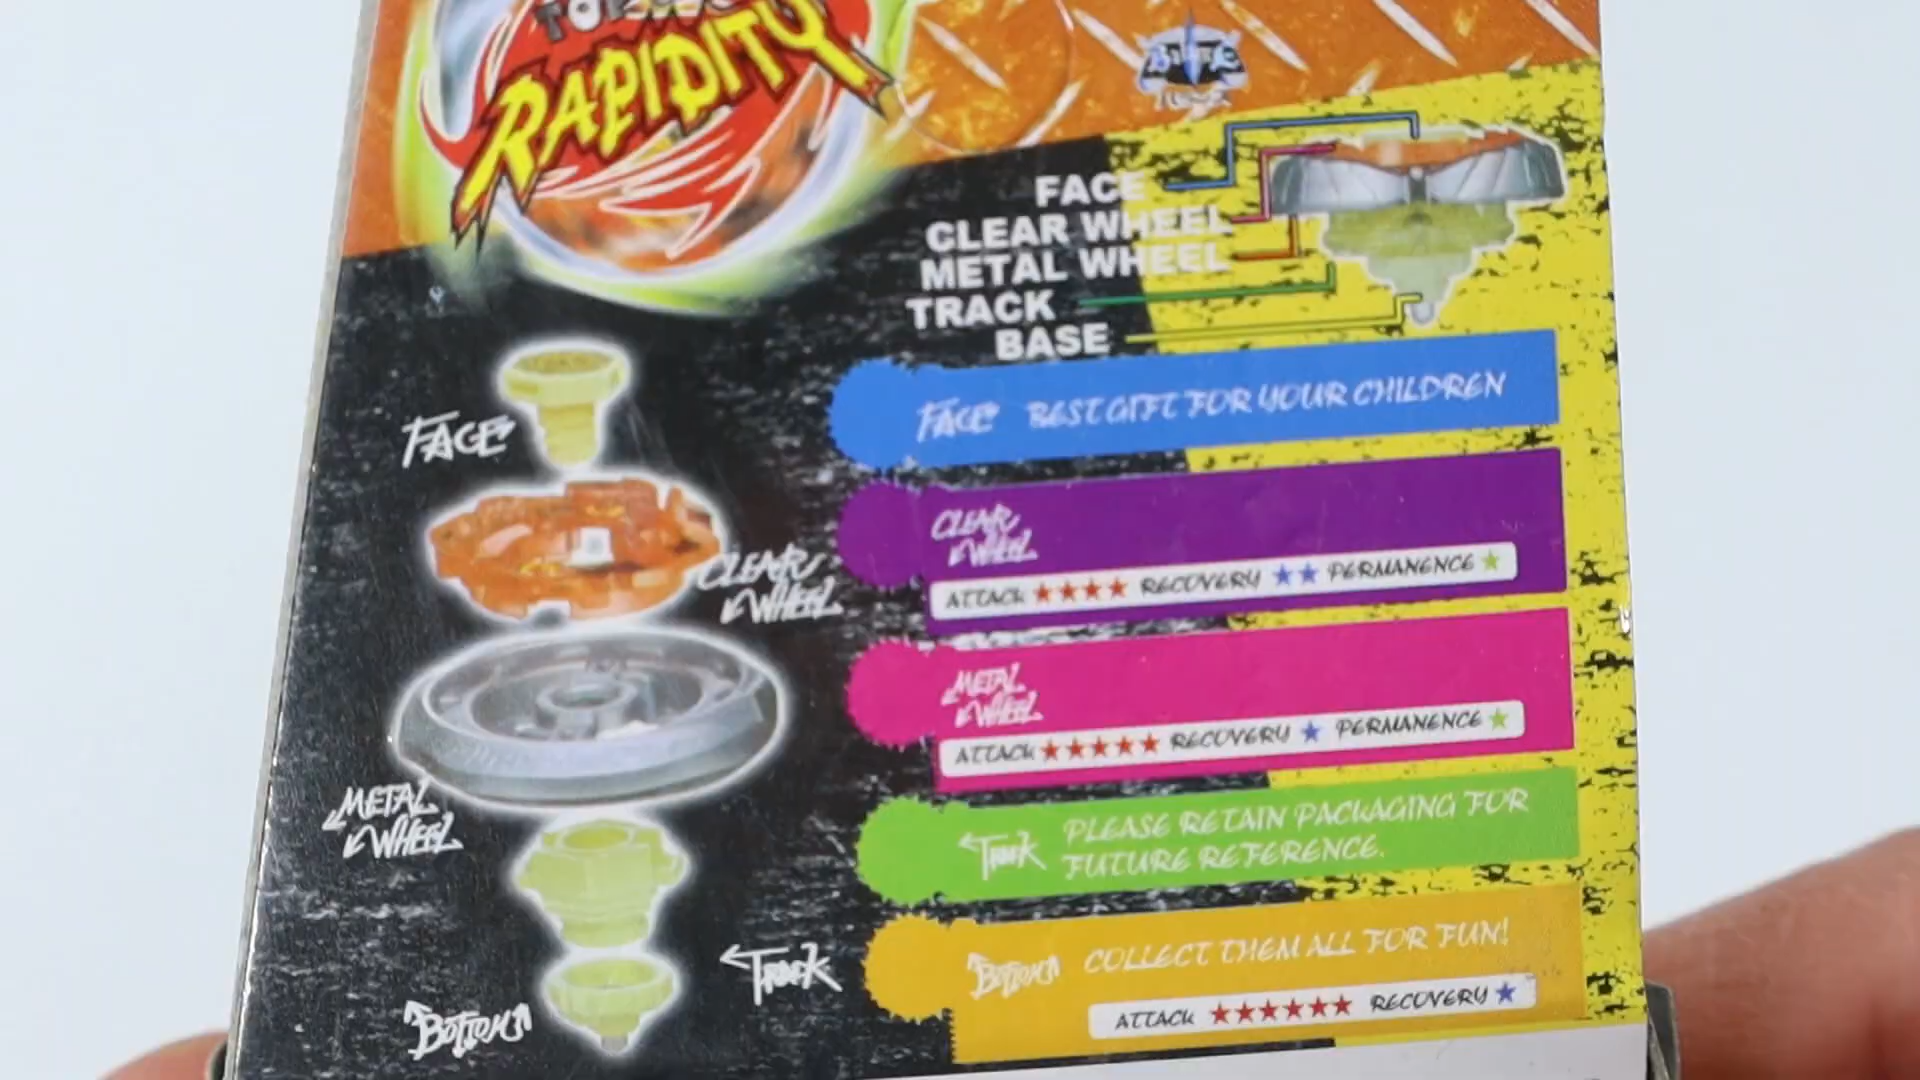 RAPIDITY
FACE
CLEAR WHEEL
METAL WHEEL
TRACK
BASE
FACE
FACE BEST GIFT FOR YOUR CHILDREN
CLEAR
WHEEL
CLEAR
WHEEL
ATTACK ★★★★ RECOVERY ★★ PERMANENCE ★
METAL
WHEEL
ATTACK ★★★★★ RECOVERY ★ PERMANENCE ★
METAL
WHEEL
TRACK PLEASE RETAIN PACKAGING FOR
FUTURE REFERENCE.
TRACK
BOTTOM COLLECT THEM ALL FOR FUN!
ATTACK ★★★★★★ RECOVERY ★
BOTTOM